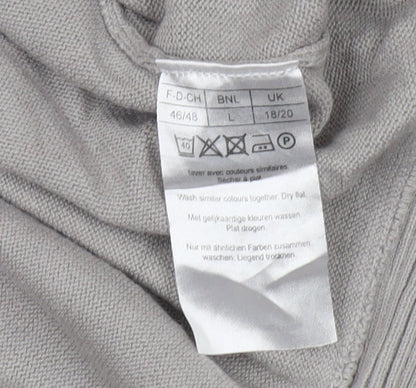 F-D-CH BNL UK
46/48 L 18/20
40 P
laver avec couleurs similaires
Sécher à plat.
Wash similar colours together. Dry flat.
Met gelijkaardige kleuren wassen.
Plat drogen.
Nur mit ähnlichen Farben zusammen
waschen. Liegend trocknen.